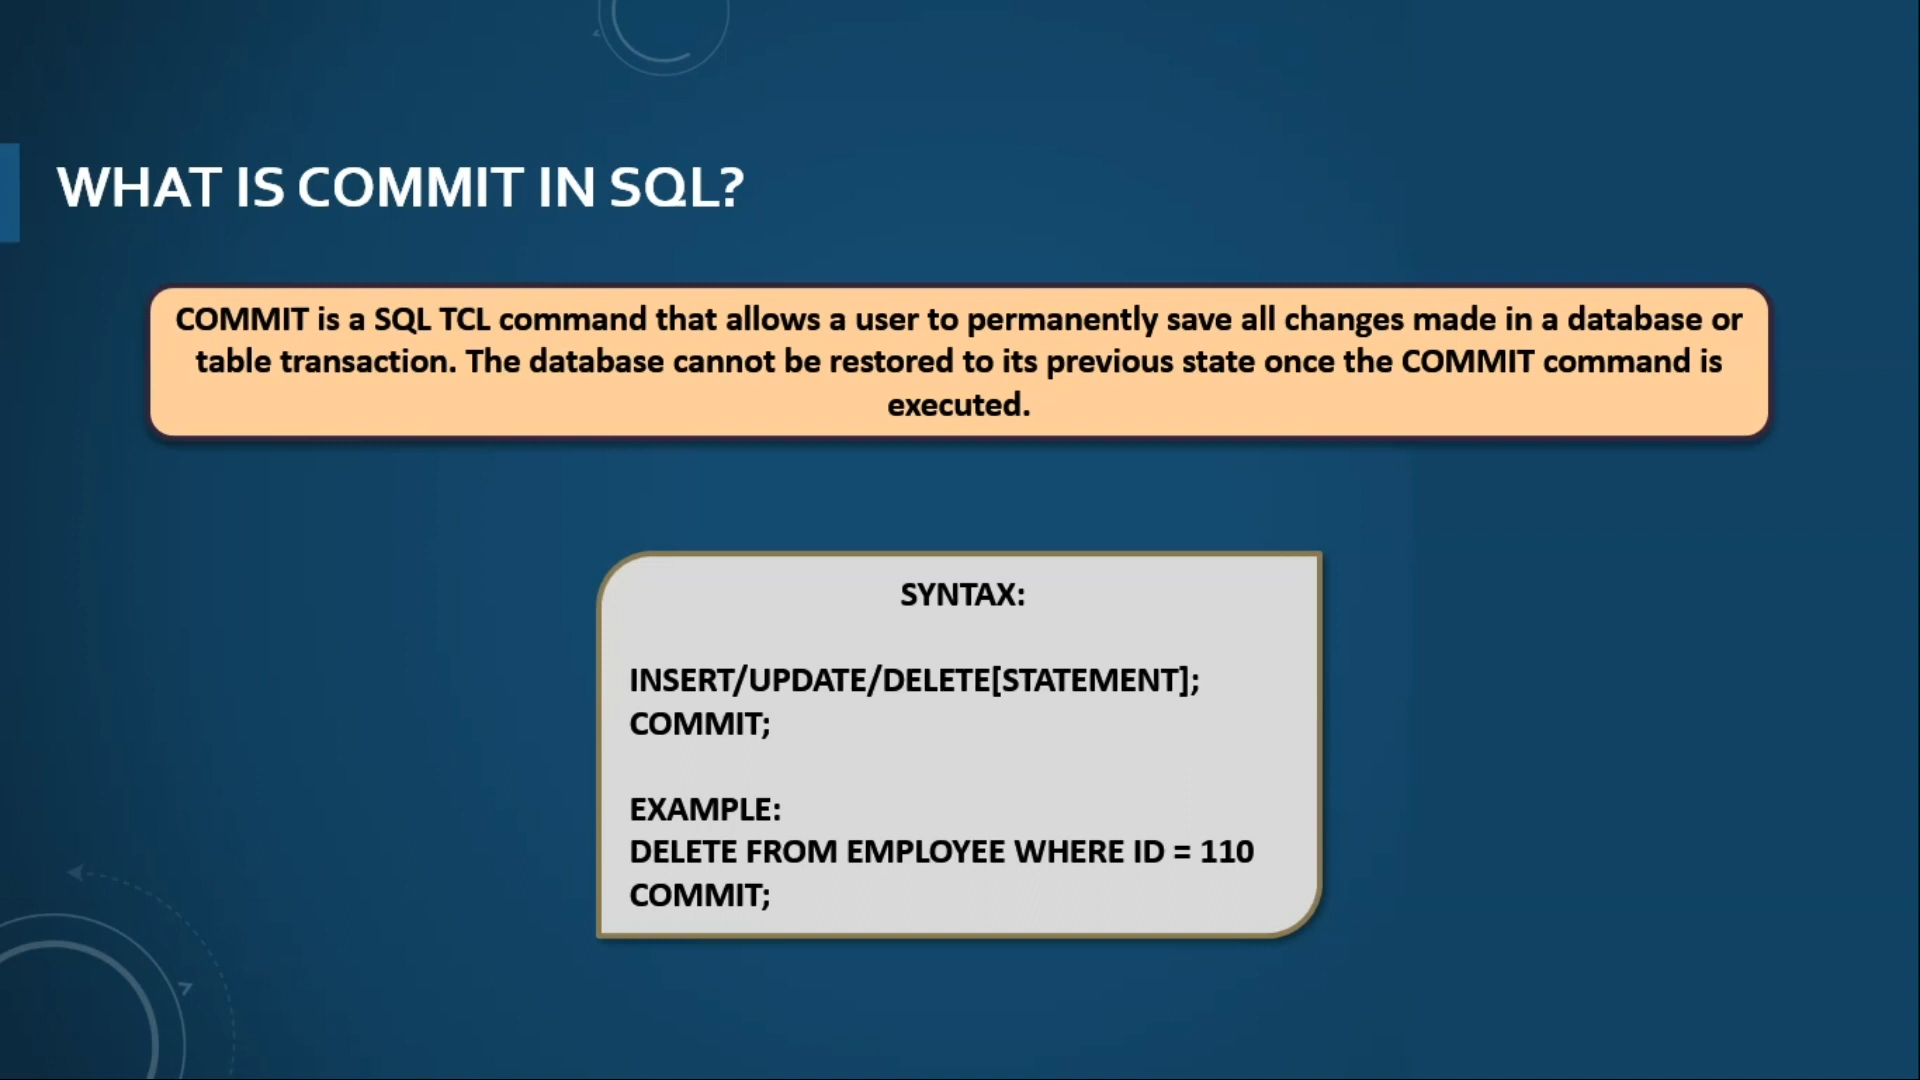 WHAT IS COMMIT IN SQL?
COMMIT is a SQL TCL command that allows a user to permanently save all changes made in a database or
table transaction. The database cannot be restored to its previous state once the COMMIT command is
executed.
SYNTAX:
INSERT/UPDATE/DELETE[STATEMENT];
COMMIT;
EXAMPLE:
DELETE FROM EMPLOYEE WHERE ID = 110
COMMIT;